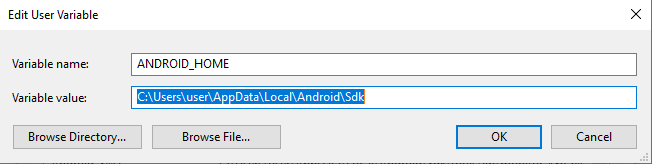 Edit User Variable
Variable name: ANDROID_HOME
Variable value: C:\Users\user\AppData\Local\Android\Sdk
Browse Directory... Browse File... OK Cancel